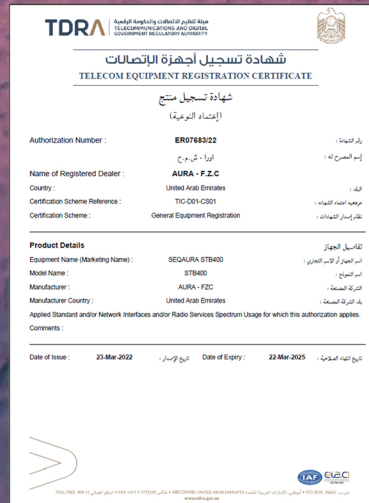 TDRA
هيئة تنظيم الاتصالات والحكومة الرقمية
TELECOMMUNICATIONS AND DIGITAL
GOVERNMENT REGULATORY AUTHORITY
شهادة تسجيل أجهزة الإتصالات
TELECOM EQUIPMENT REGISTRATION CERTIFICATE
شهادة تسجيل منتج
(إعتماد النوعية)
Authorization Number : ER07683/22 رقم الشهادة :
اورا - ش.م.ح إسم المصرح له :
Name of Registered Dealer : AURA - F.Z.C
Country : United Arab Emirates البلد :
Certification Scheme Reference : TIC-D01-CS01 مرجعية اعتماد الشهاده :
Certification Scheme : General Equipment Registration نظام إصدار الشهادات :
Product Details تفاصيل الجهاز
Equipment Name (Marketing Name) : SEQAURA STB400 اسم الجهاز أو الاسم التجاري :
Model Name : STB400 اسم النموذج :
Manufacturer : AURA - FZC الشركة المصنعة :
Manufacturer Country : United Arab Emirates بلد الشركة المصنعة :
Applied Standard and/or Network Interfaces and/or Radio Services Spectrum Usage for which this authorization applies.
Comments :
Date of Issue : 23-Mar-2022 تاريخ الإصدار : Date of Expiry : 22-Mar-2025 تاريخ انتهاء الصلاحية :
IAF
www.tdra.gov.ae